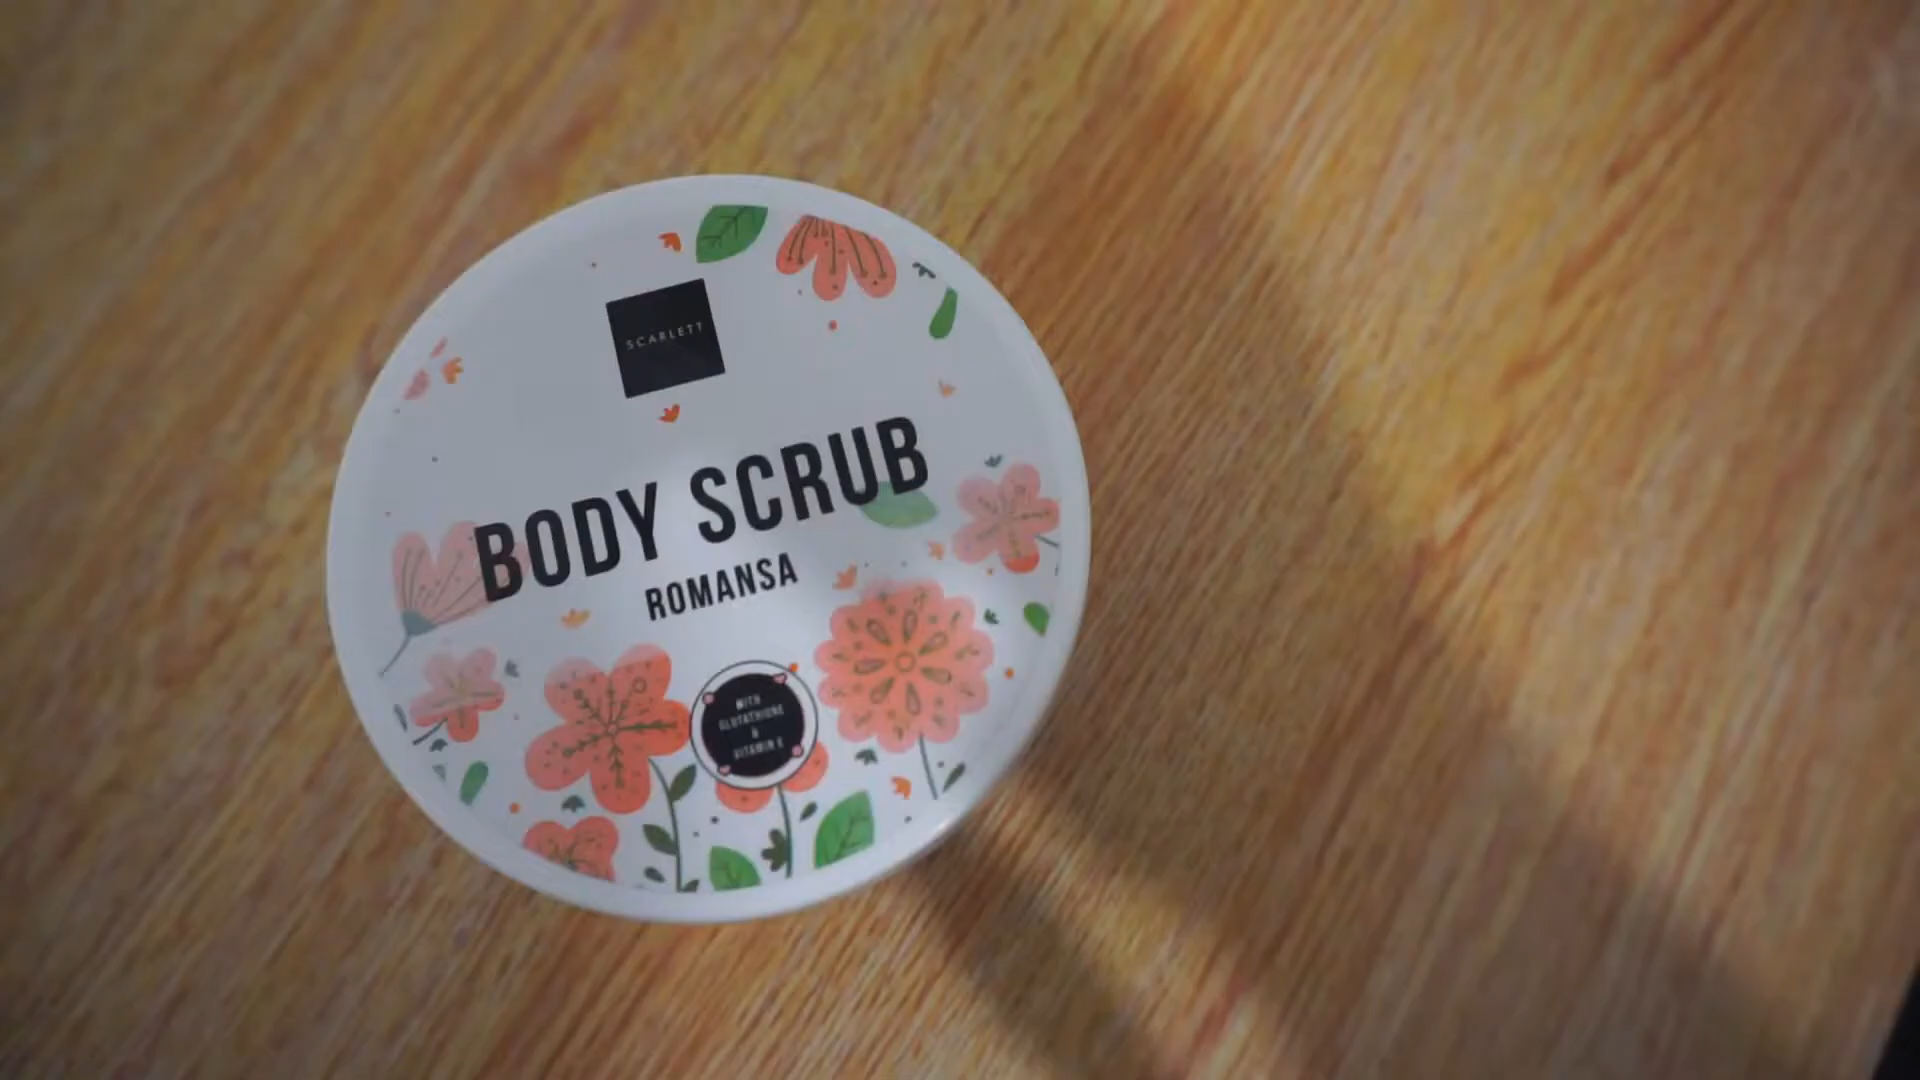 SCARLETT
BODY SCRUB
ROMANSA
WITH
GLUTATHIONE
&
VITAMIN E